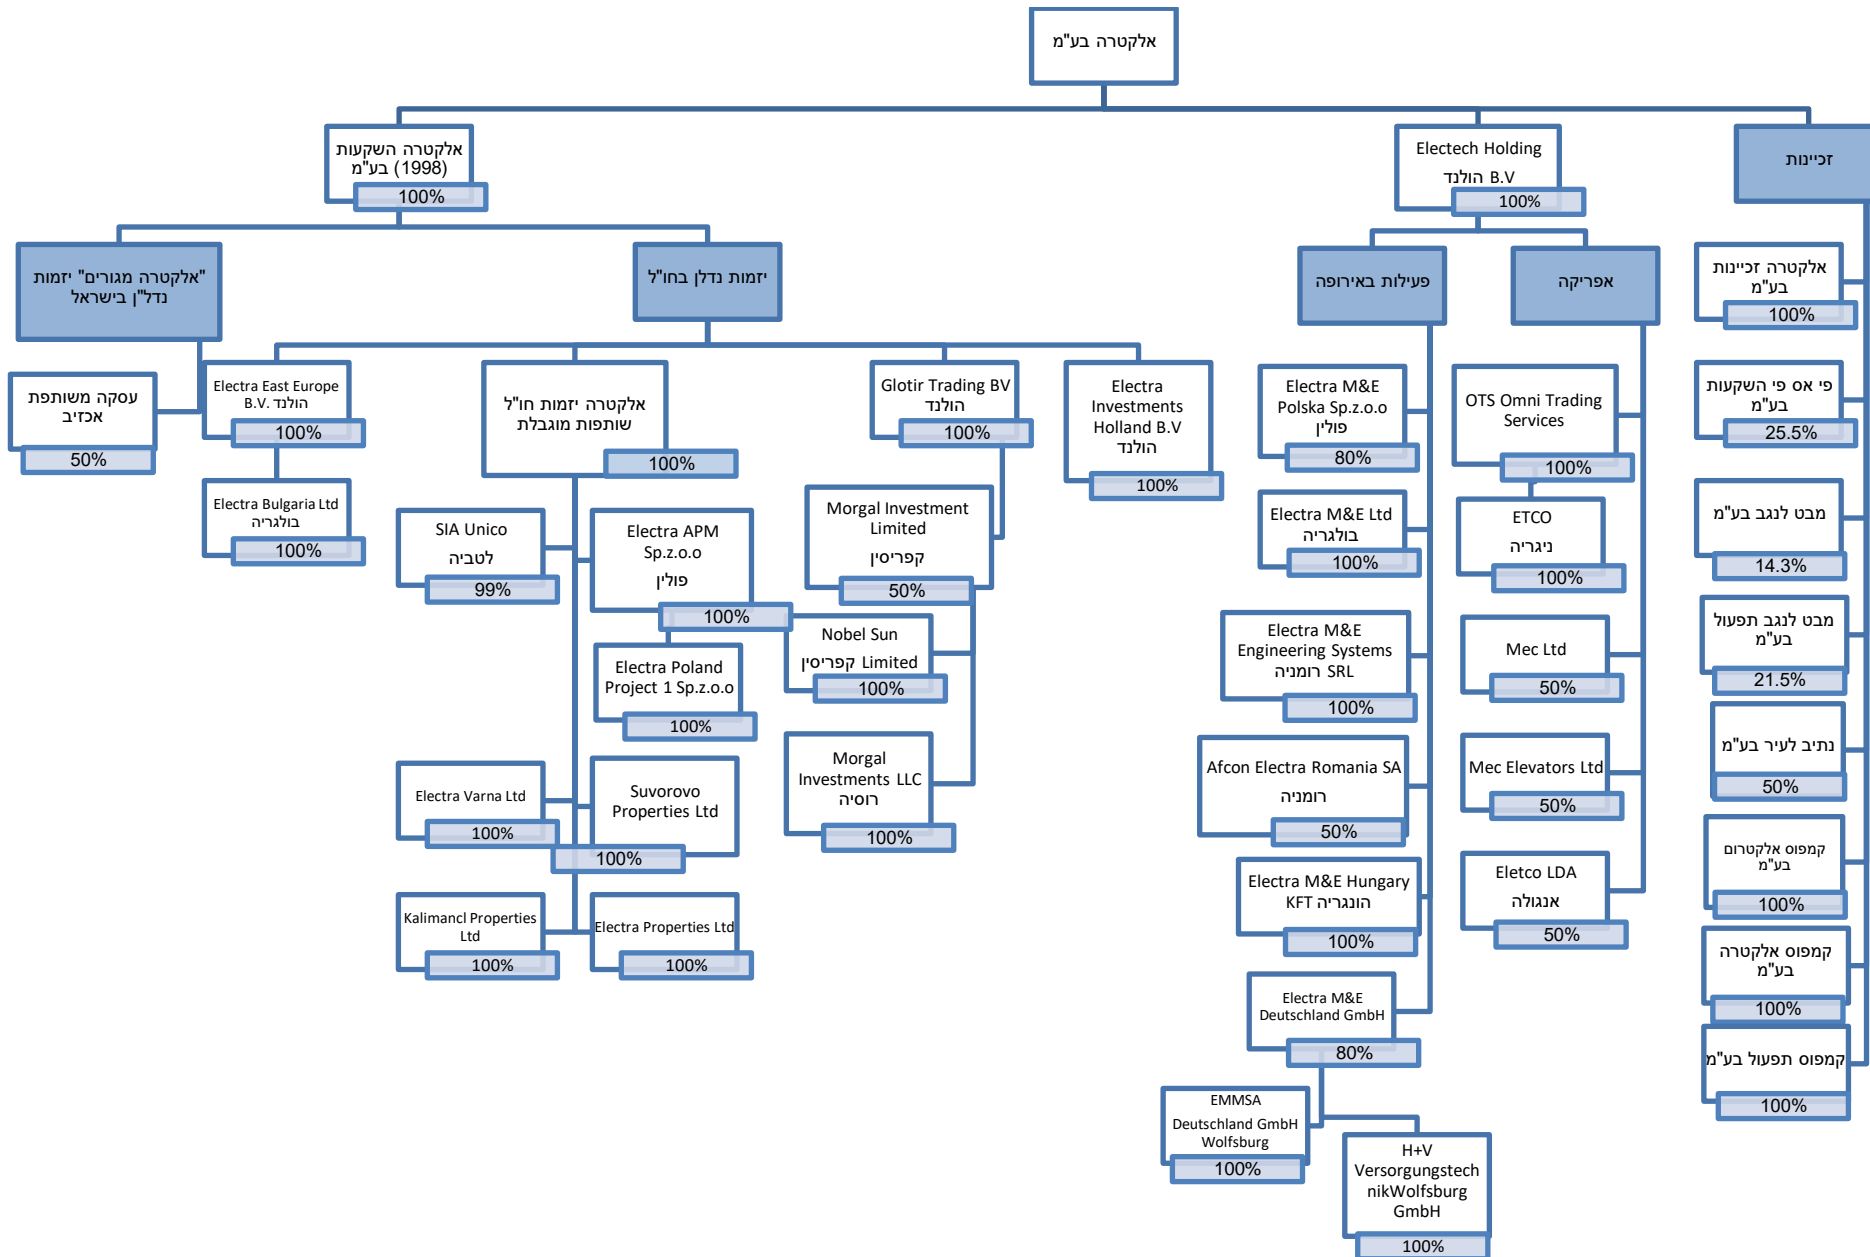 אלקטרה בע"מ
אלקטרה השקעות
(1998) בע"מ
100%
Electech Holding
B.V הולנד
100%
זכיינות
"אלקטרה מגורים" יזמות
נדל"ן בישראל
יזמות נדלן בחו"ל
פעילות באירופה
אפריקה
עסקה משותפת
אכזיב
50%
Electra East Europe
B.V. הולנד
100%
Electra Bulgaria Ltd
בולגריה
100%
אלקטרה יזמות חו"ל
שותפות מוגבלת
100%
SIA Unico
לטביה
99%
Electra APM
Sp.z.o.o
פולין
100%
Electra Poland
Project 1 Sp.z.o.o
100%
Electra Varna Ltd
100%
Suvorovo
Properties Ltd
100%
Kalimancl Properties
Ltd
100%
Electra Properties Ltd
100%
Glotir Trading BV
הולנד
100%
Morgal Investment
Limited
קפריסין
50%
Nobel Sun
Limited קפריסין
100%
Morgal
Investments LLC
רוסיה
100%
Electra
Investments
Holland B.V
הולנד
100%
Electra M&E
Polska Sp.z.o.o
פולין
80%
Electra M&E Ltd
בולגריה
100%
Electra M&E
Engineering Systems
SRL רומניה
100%
Afcon Electra Romania SA
רומניה
50%
Electra M&E Hungary
KFT הונגריה
100%
Electra M&E
Deutschland GmbH
80%
EMMSA
Deutschland GmbH
Wolfsburg
100%
H+V
Versorgungstech
nikWolfsburg
GmbH
100%
OTS Omni Trading
Services
100%
ETCO
ניגריה
100%
Mec Ltd
50%
Mec Elevators Ltd
50%
Eletco LDA
אנגולה
50%
אלקטרה זכיינות
בע"מ
100%
פי אס פי השקעות
בע"מ
25.5%
מבט לנגב בע"מ
14.3%
מבט לנגב תפעול
בע"מ
21.5%
נתיב לעיר בע"מ
50%
קמפוס אלקטרום
בע"מ
100%
קמפוס אלקטרה
בע"מ
100%
קמפוס תפעול בע"מ
100%